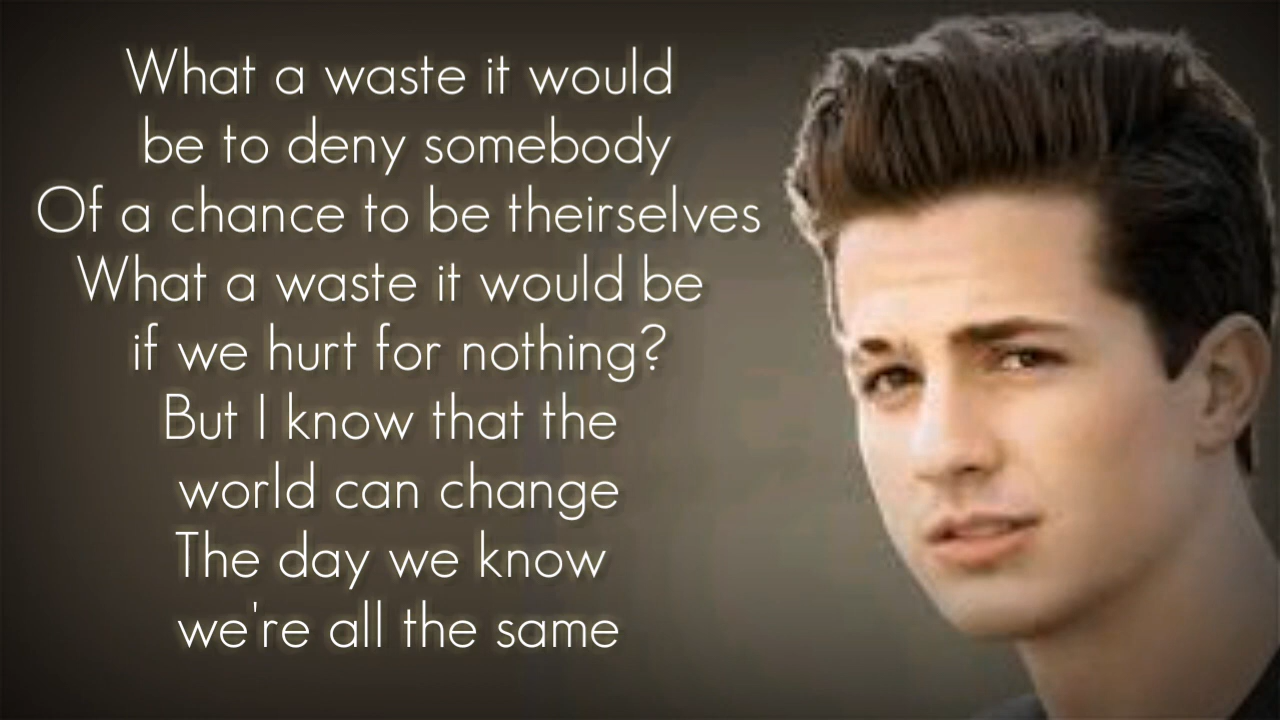 What a waste it would
be to deny somebody
Of a chance to be theirselves
What a waste it would be
if we hurt for nothing?
But I know that the
world can change
The day we know
we're all the same